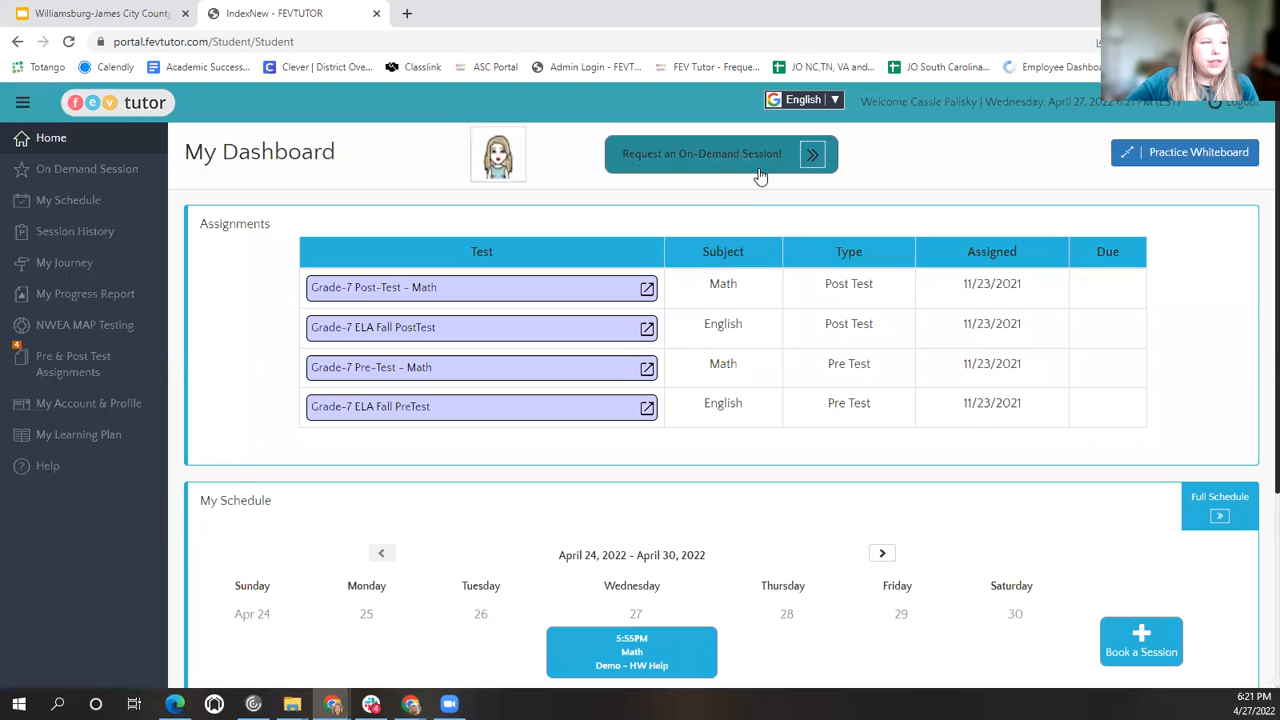 Williamsburg-James City County
IndexNew - FEVTUTOR
portal.fevtutor.com/Student/Student
Totango
Calendly
Academic Succes...
Clever | District Ove...
Classlink
ASC Portal
Admin Login - FEVT...
FEV Tutor - Freque...
JO NC,TN, VA and...
JO South Carolina...
Employee Dashbo
fev tutor
English
Welcome Cassie Palisky | Wednesday, April 27, 2022 6:21 PM (EST)
Logout
Home
On Demand Session
My Schedule
Session History
My Journey
My Progress Report
NWEA MAP Testing
4
Pre & Post Test
Assignments
My Account & Profile
My Learning Plan
Help
My Dashboard
Request an On-Demand Session!
Practice Whiteboard
Assignments
Test Subject Type Assigned Due
Grade-7 Post-Test - Math Math Post Test 11/23/2021
Grade-7 ELA Fall PostTest English Post Test 11/23/2021
Grade-7 Pre-Test - Math Math Pre Test 11/23/2021
Grade-7 ELA Fall PreTest English Pre Test 11/23/2021
My Schedule
Full Schedule
April 24, 2022 - April 30, 2022
Sunday Monday Tuesday Wednesday Thursday Friday Saturday
Apr 24 25 26 27 28 29 30
5:55PM
Math
Demo - HW Help
Book a Session
6:21 PM
4/27/2022